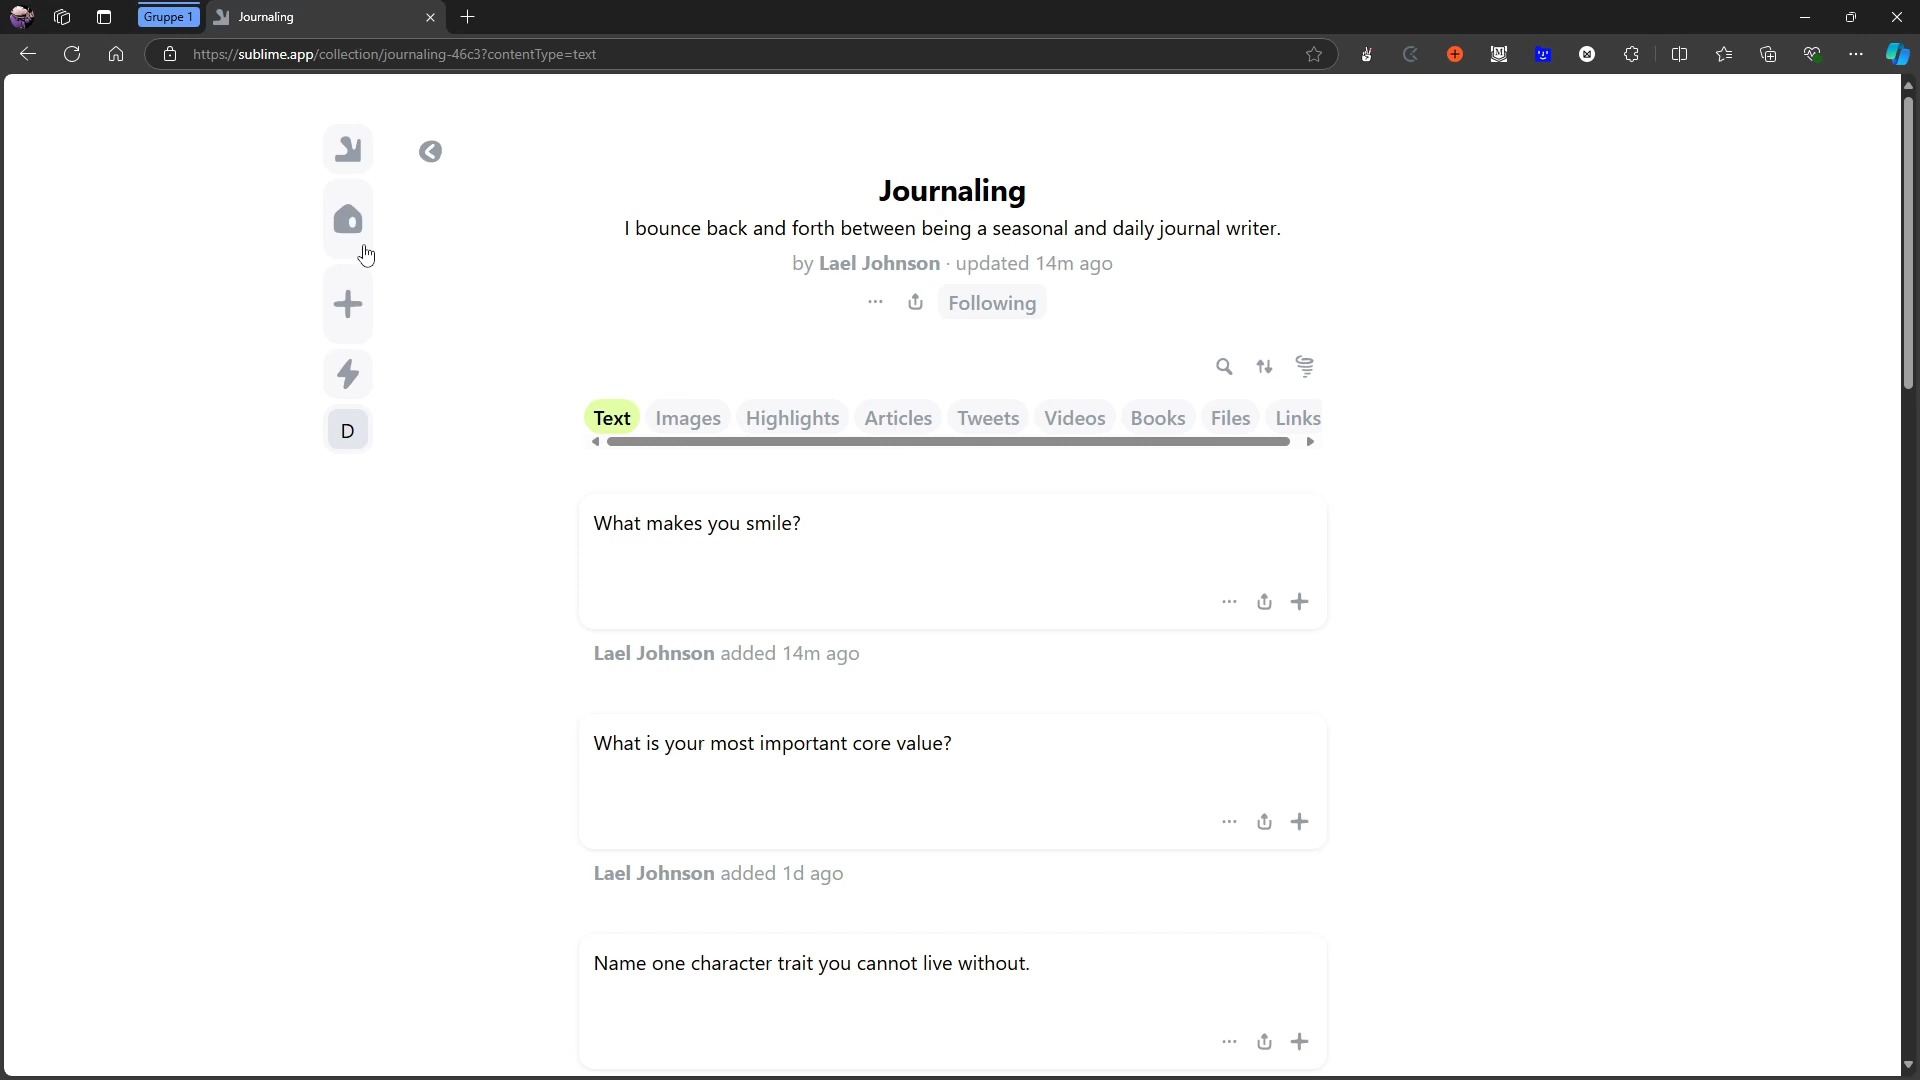 Gruppe 1
Journaling
https://sublime.app/collection/journaling-46c3?contentType=text
Journaling
I bounce back and forth between being a seasonal and daily journal writer.
by Lael Johnson · updated 14m ago
Following
Text Images Highlights Articles Tweets Videos Books Files Links
D
What makes you smile?
Lael Johnson added 14m ago
What is your most important core value?
Lael Johnson added 1d ago
Name one character trait you cannot live without.